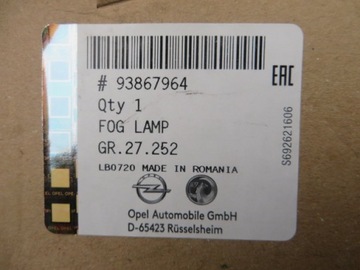 # 93867964
Qty 1
FOG LAMP
GR.27.252
LB0720 MADE IN ROMANIA
Opel Automobile GmbH
D-65423 Rüsselsheim
EAC
S692621606